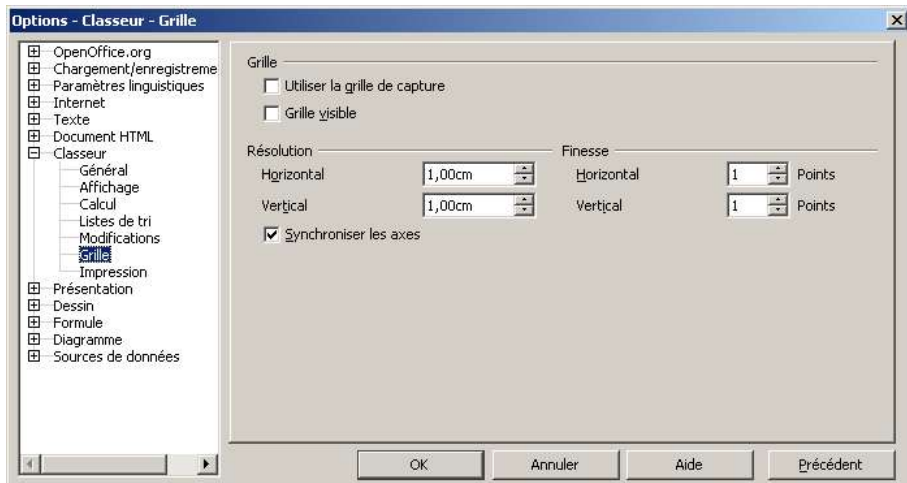 Options - Classeur - Grille
OpenOffice.org
Chargement/enregistreme
Paramètres linguistiques
Internet
Texte
Document HTML
Classeur
Général
Affichage
Calcul
Listes de tri
Modifications
Grille
Impression
Présentation
Dessin
Formule
Diagramme
Sources de données
Grille
Utiliser la grille de capture
Grille visible
Résolution
Horizontal 1,00cm
Vertical 1,00cm
Synchroniser les axes
Finesse
Horizontal 1 Points
Vertical 1 Points
OK Annuler Aide Précédent